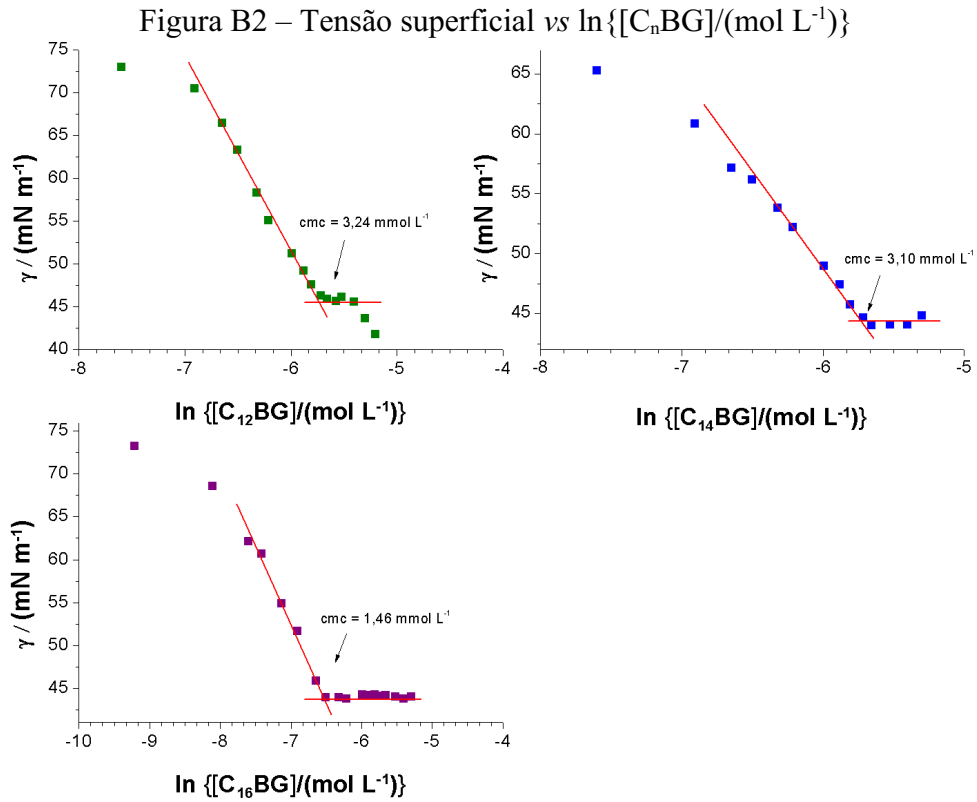 Figura B2 – Tensão superficial vs ln{[CₙBG]/(mol L⁻¹)}
75
70
65
60
55
50
45
40
γ / (mN m⁻¹)
cmc = 3,24 mmol L⁻¹
-8 -7 -6 -5 -4
ln {[C₁₂BG]/(mol L⁻¹)}
65
60
55
50
45
γ / (mN m⁻¹)
cmc = 3,10 mmol L⁻¹
-8 -7 -6 -5
ln {[C₁₄BG]/(mol L⁻¹)}
75
70
65
60
55
50
45
γ / (mN m⁻¹)
cmc = 1,46 mmol L⁻¹
-10 -9 -8 -7 -6 -5 -4
ln {[C₁₆BG]/(mol L⁻¹)}